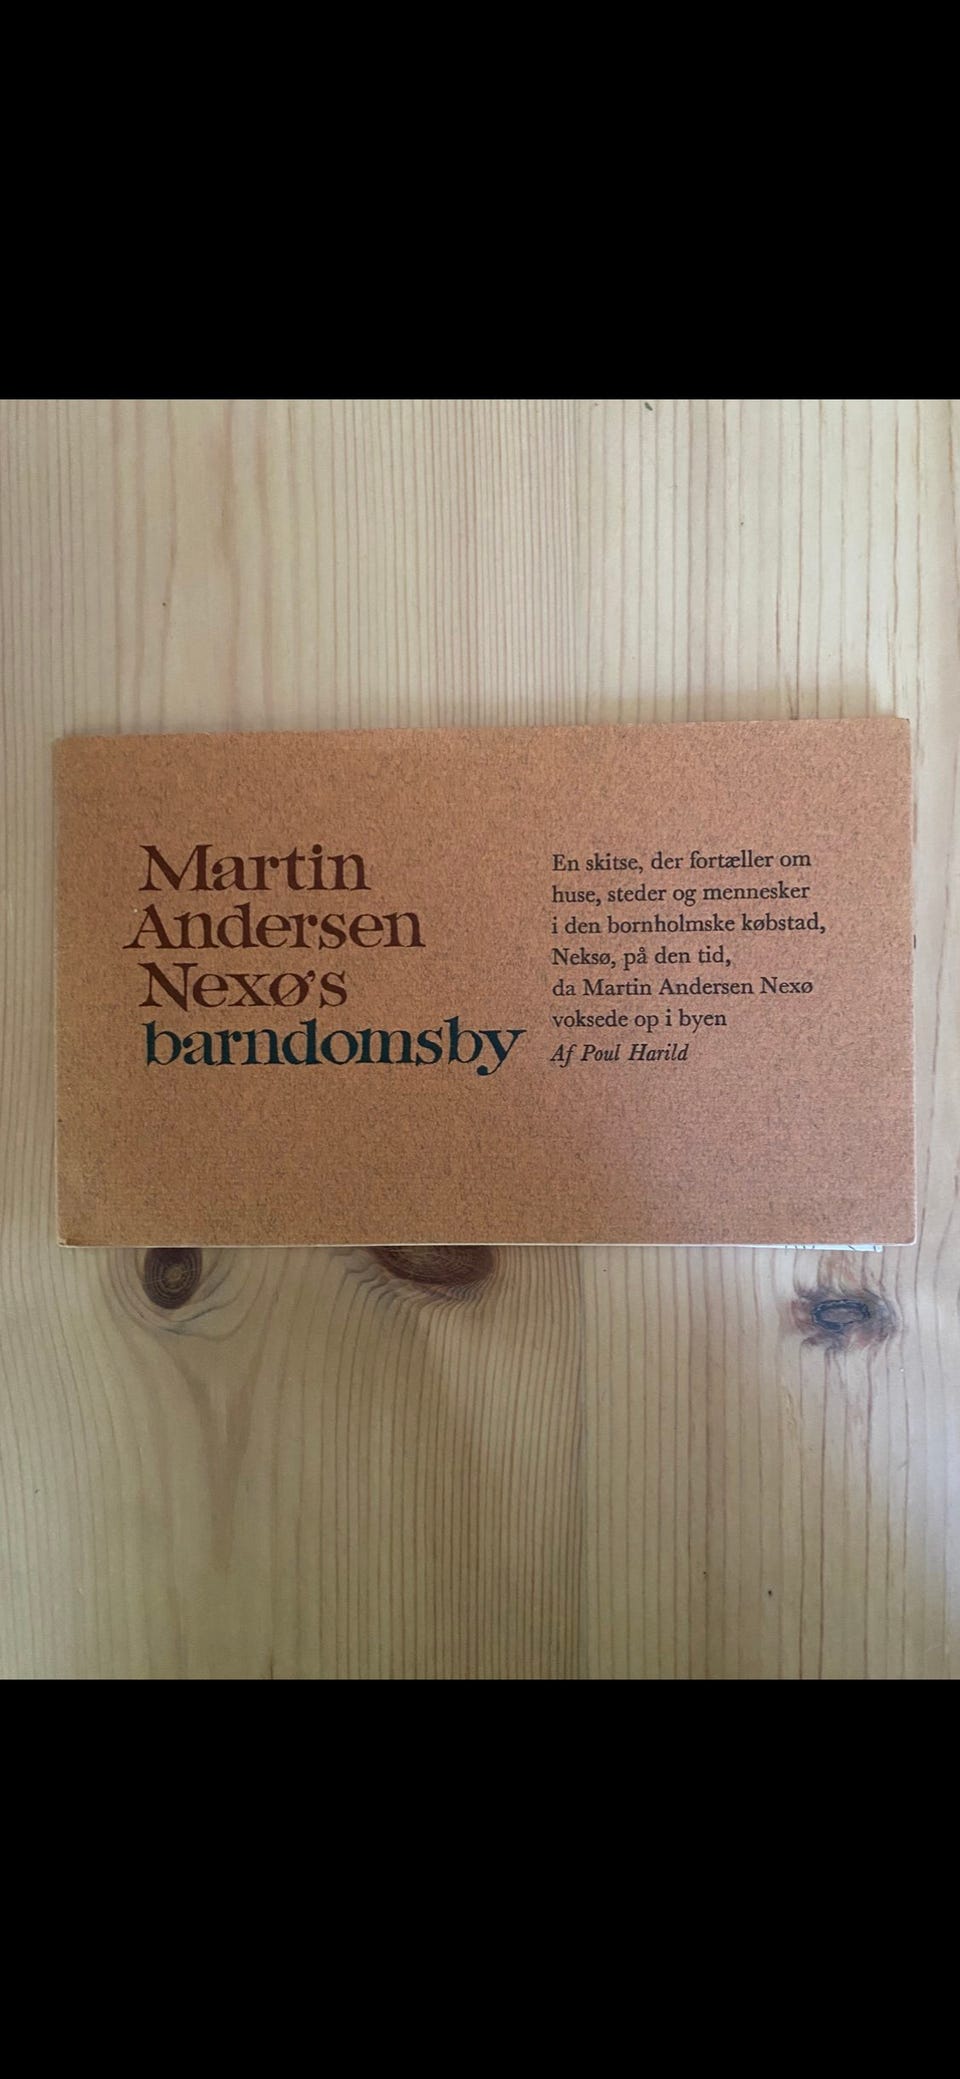 Martin
Andersen
Nexø's
barndomsby
En skitse, der fortæller om
huse, steder og mennesker
i den bornholmske købstad,
Neksø, på den tid,
da Martin Andersen Nexø
voksede op i byen
Af Poul Harild